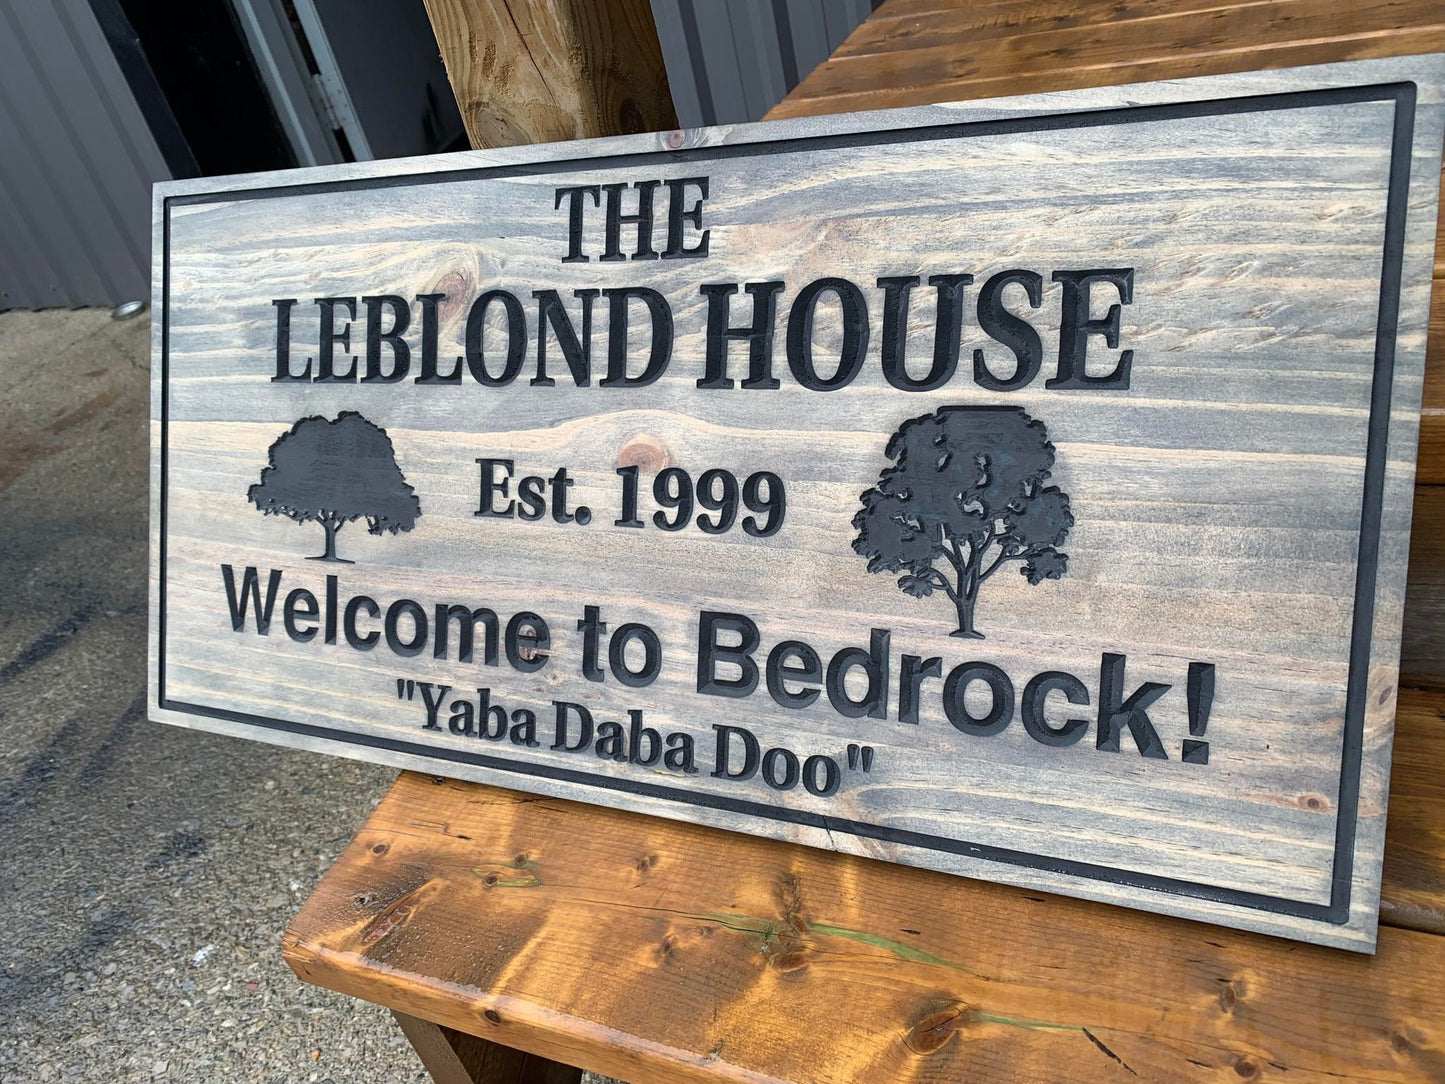 THE
LEBLOND HOUSE
Est. 1999
Welcome to Bedrock!
"Yaba Daba Doo"